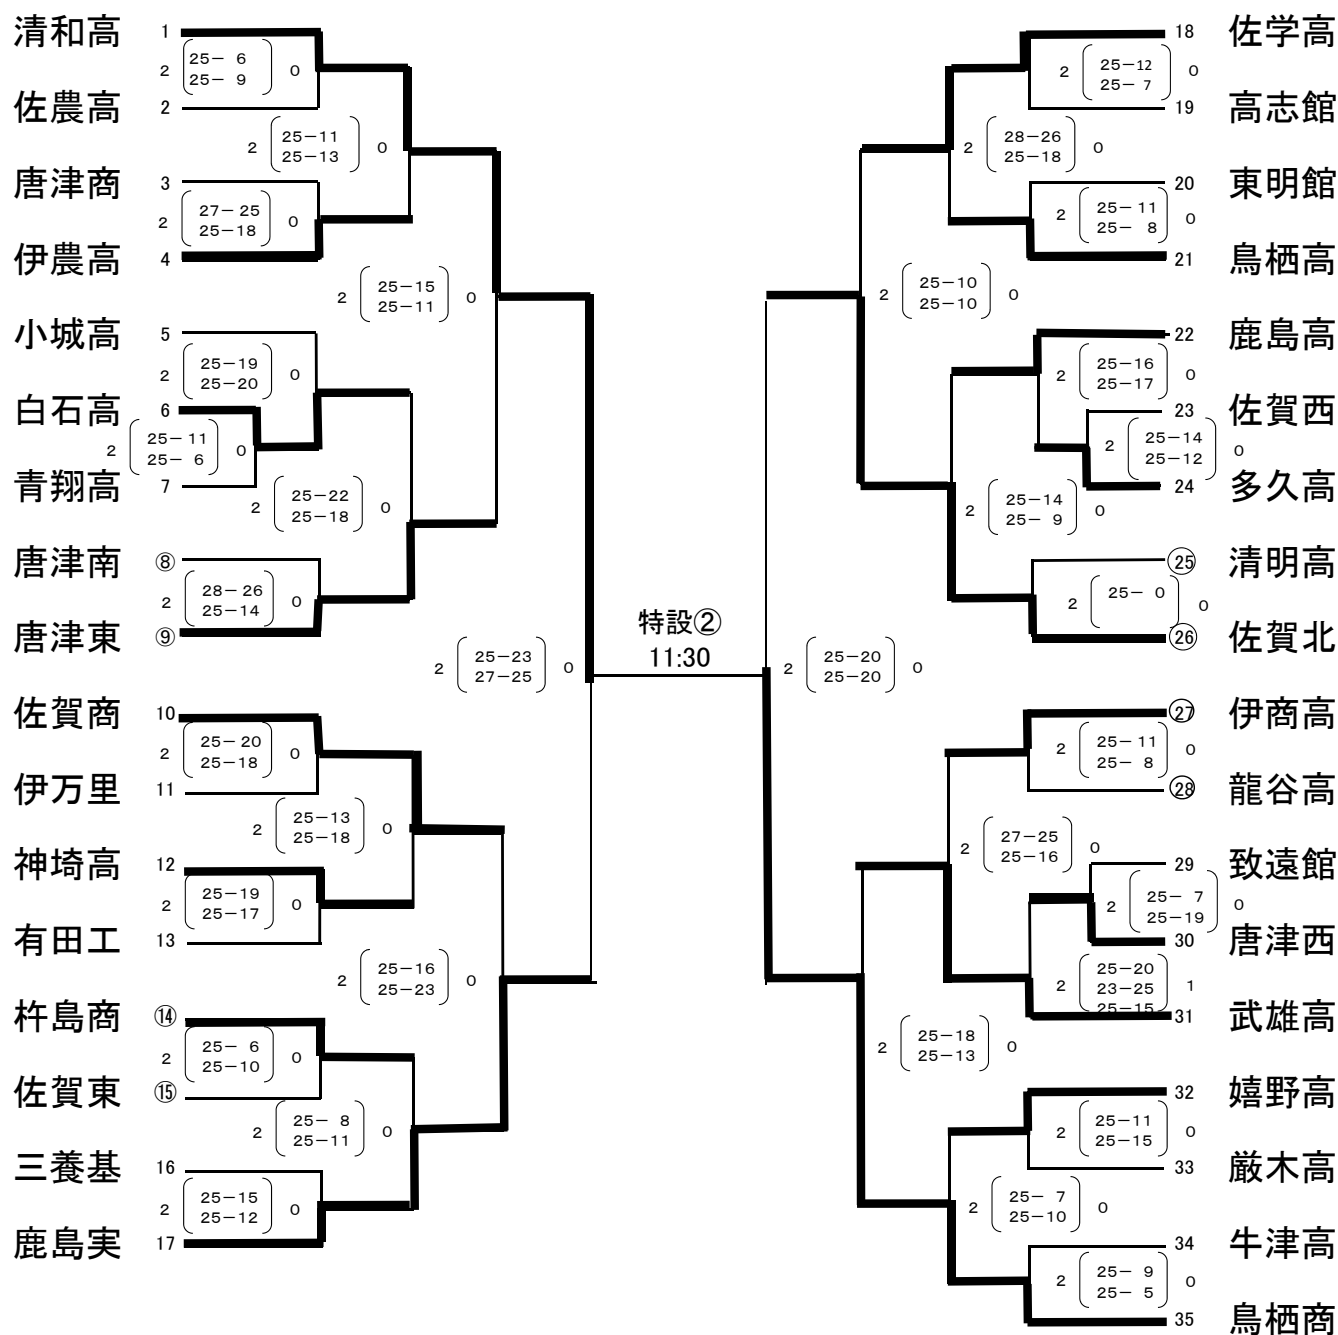 清和高 1
2 25－ 6 0
25－ 9
佐農高 2
2 25－11 0
25－13
唐津商 3
2 27－25 0
25－18
伊農高 4
2 25－15 0
25－11
小城高 5
2 25－19 0
25－20
白石高 6
2 25－11 0
25－ 6
青翔高 7
2 25－22 0
25－18
唐津南 ⑧
2 28－26 0
25－14
唐津東 ⑨
2 25－23 0
27－25
佐賀商 10
2 25－20 0
25－18
伊万里 11
2 25－13 0
25－18
神埼高 12
2 25－19 0
25－17
有田工 13
2 25－16 0
25－23
杵島商 ⑭
2 25－ 6 0
25－10
佐賀東 ⑮
2 25－ 8 0
25－11
三養基 16
2 25－15 0
25－12
鹿島実 17
特設②
11:30
18 佐学高
2 25－12 0
25－ 7
19 高志館
2 28－26 0
25－18
20 東明館
2 25－11 0
25－ 8
21 鳥栖高
2 25－10 0
25－10
22 鹿島高
2 25－16 0
25－17
23 佐賀西
2 25－14 0
25－12
24 多久高
2 25－14 0
25－ 9
㉕ 清明高
2 25－ 0 0
㉖ 佐賀北
2 25－20 0
25－20
㉗ 伊商高
2 25－11 0
25－ 8
㉘ 龍谷高
2 27－25 0
25－16
29 致遠館
2 25－ 7 0
25－19
30 唐津西
2 25－20 1
23－25
25－15
31 武雄高
2 25－18 0
25－13
32 嬉野高
2 25－11 0
25－15
33 厳木高
2 25－ 7 0
25－10
34 牛津高
2 25－ 9 0
25－ 5
35 鳥栖商